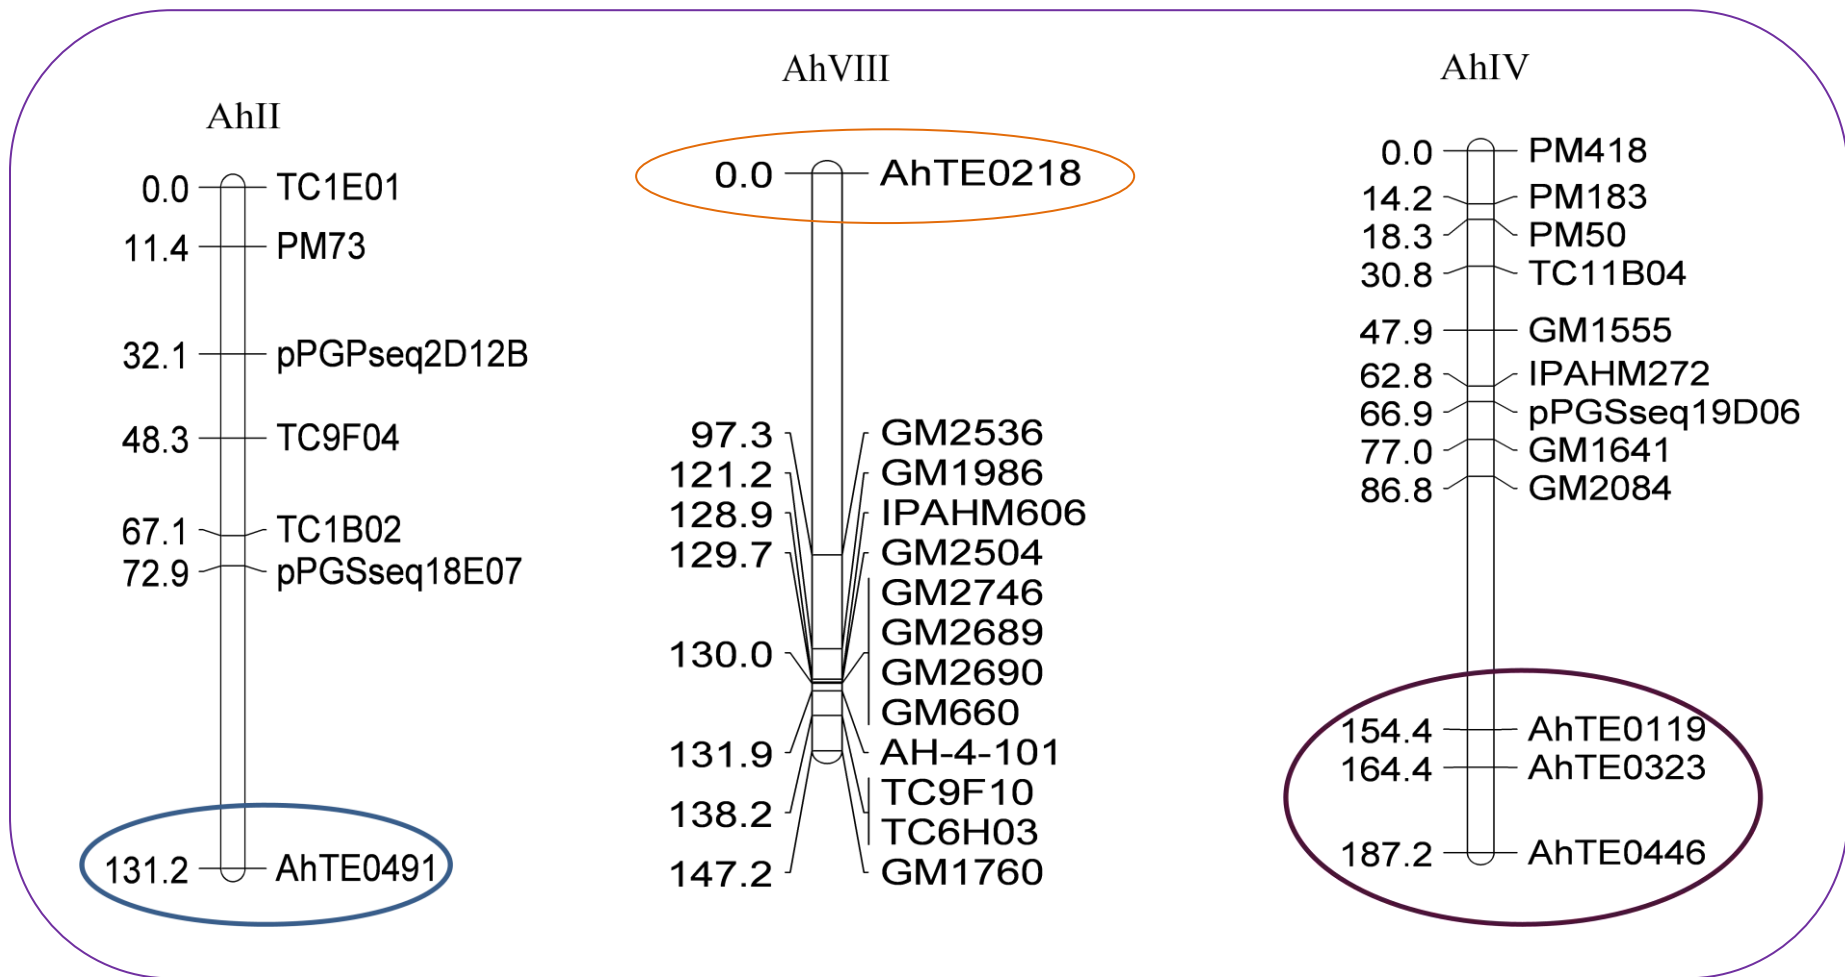 AhII
0.0 TC1E01
11.4 PM73
32.1 pPGPseq2D12B
48.3 TC9F04
67.1 TC1B02
72.9 pPGSseq18E07
131.2 AhTE0491
AhVIII
0.0 AhTE0218
97.3 GM2536
121.2 GM1986
128.9 IPAHM606
129.7 GM2504
GM2746
GM2689
130.0 GM2690
GM660
131.9 AH-4-101
138.2 TC9F10
TC6H03
147.2 GM1760
AhIV
0.0 PM418
14.2 PM183
18.3 PM50
30.8 TC11B04
47.9 GM1555
62.8 IPAHM272
66.9 pPGSseq19D06
77.0 GM1641
86.8 GM2084
154.4 AhTE0119
164.4 AhTE0323
187.2 AhTE0446